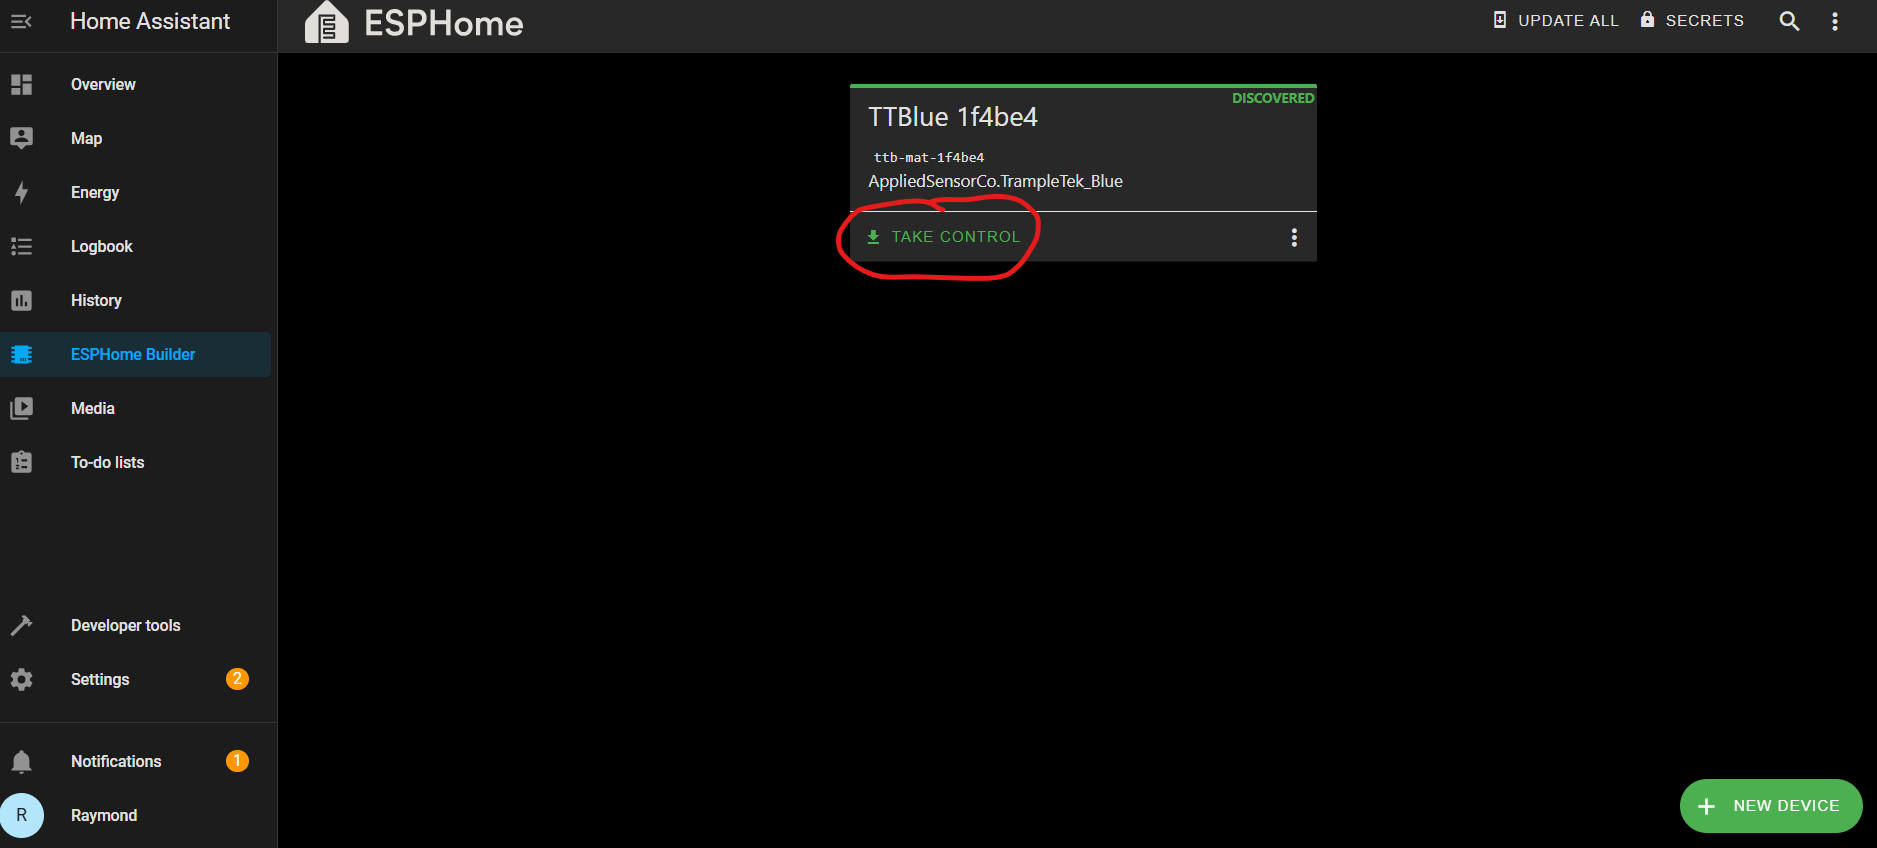 Home Assistant
ESPHome
UPDATE ALL
SECRETS
Overview
Map
Energy
Logbook
History
ESPHome Builder
Media
To-do lists
Developer tools
Settings
2
Notifications
1
R
Raymond
DISCOVERED
TTBlue 1f4be4
ttb-mat-1f4be4
AppliedSensorCo.TrampleTek_Blue
TAKE CONTROL
NEW DEVICE